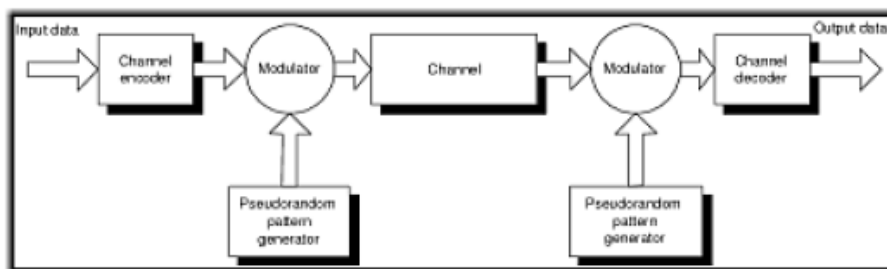 Input data
Output data
Channel
encoder
Modulator
Channel
Modulator
Channel
decoder
Pseudorandom
pattern
generator
Pseudorandom
pattern
generator